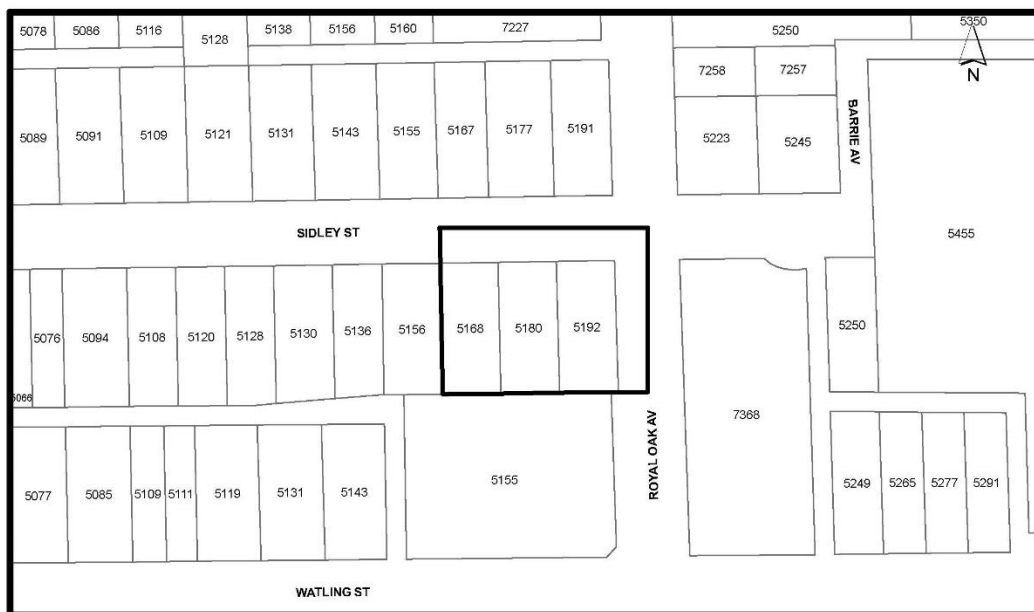 5078 5086 5116 5128 5138 5156 5160 7227 5250 5350
N
7258 7257
5089 5091 5109 5121 5131 5143 5155 5167 5177 5191 5223 5245
BARRIE AV
SIDLEY ST
5455
5076 5094 5108 5120 5128 5130 5136 5156 5168 5180 5192 5250
5066
7368
ROYAL OAK AV
5077 5085 5109 5111 5119 5131 5143 5155 5249 5265 5277 5291
WATLING ST